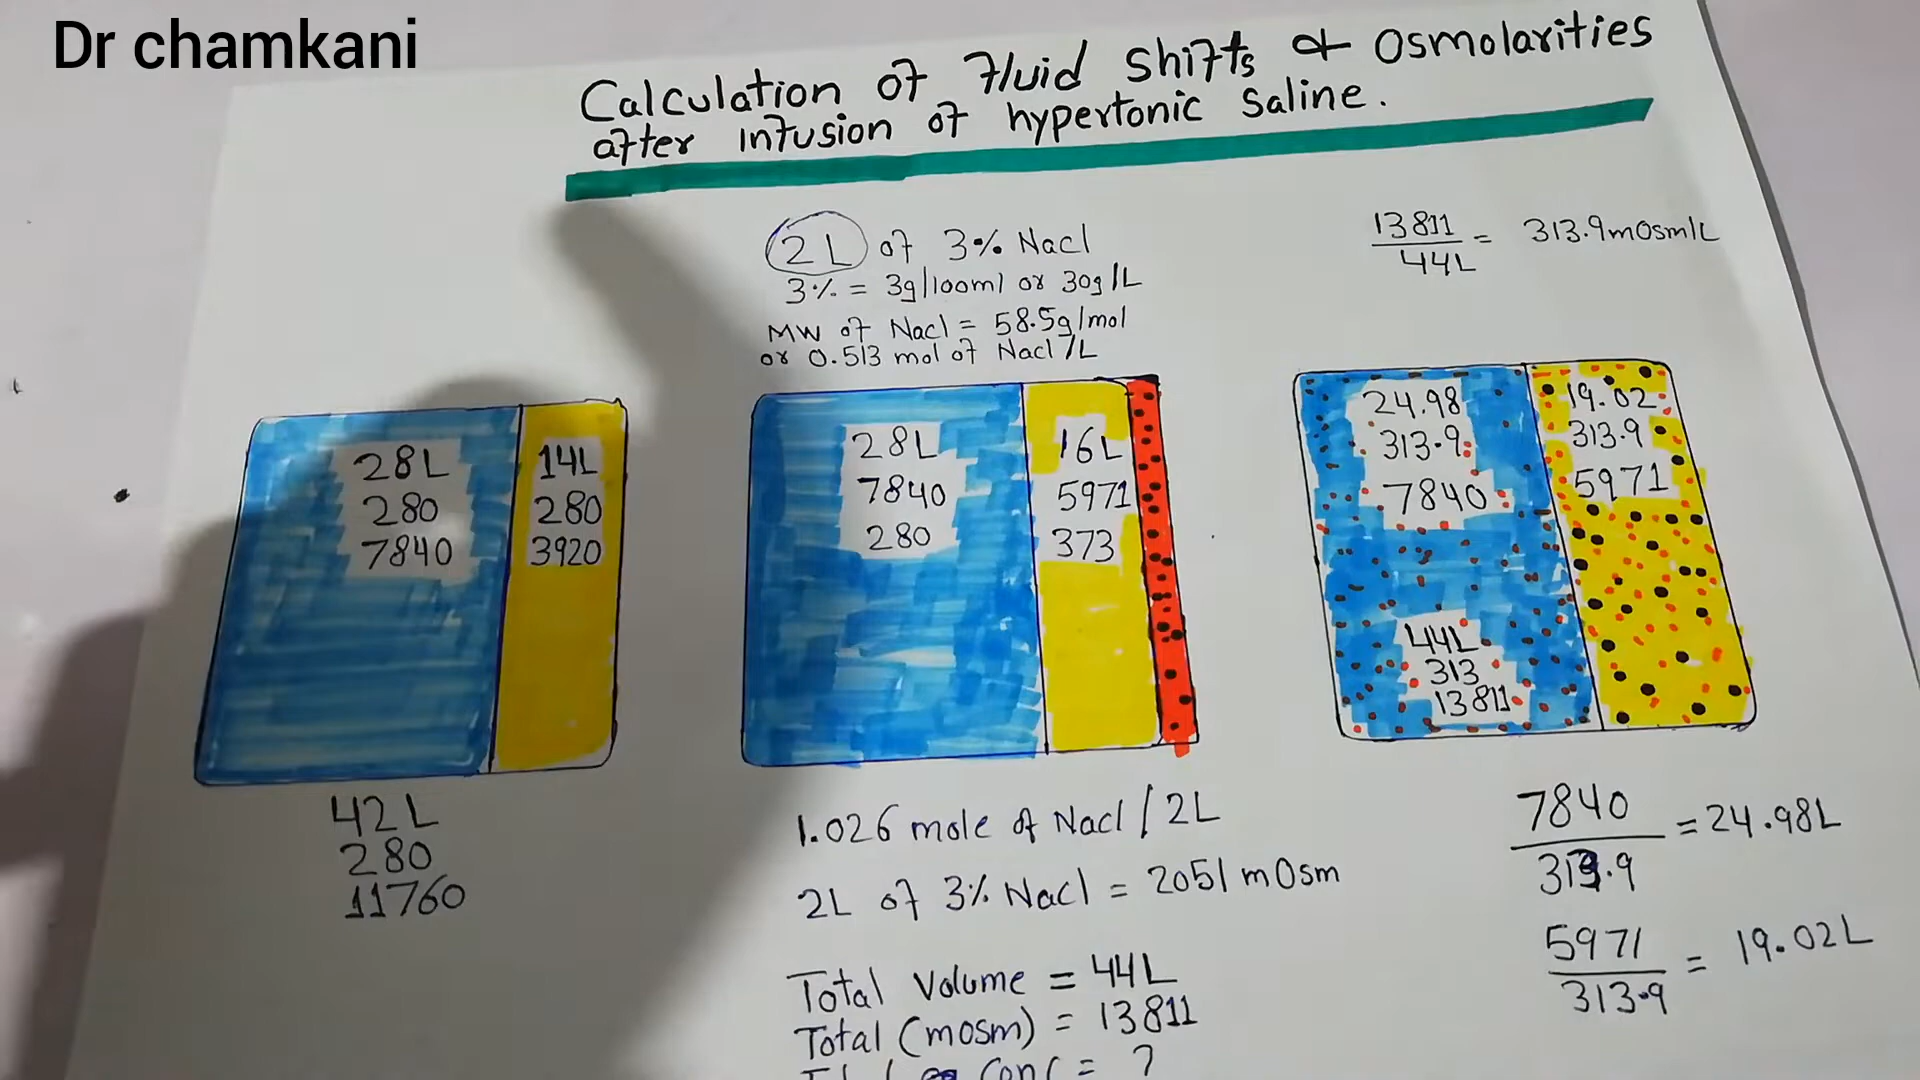 Dr chamkani
Calculation of Fluid Shifts & Osmolarities
after infusion of hypertonic Saline.
2L of 3% Nacl
3% = 3g/100ml or 30g/L
MW of Nacl = 58.5g/mol
or 0.513 mol of Nacl/L
13811
44L
= 313.9mOsm/L
28L
280
7840
14L
280
3920
42L
280
11760
28L
7840
280
16L
5971
373
24.98
313.9
7840
19.02
313.9
5971
44L
313
13811
1.026 mole of Nacl / 2L
2L of 3% Nacl = 2051 mOsm
Total Volume = 44L
Total (mosm) = 13811
Conc = ?
7840
313.9
= 24.98L
5971
313.9
= 19.02L